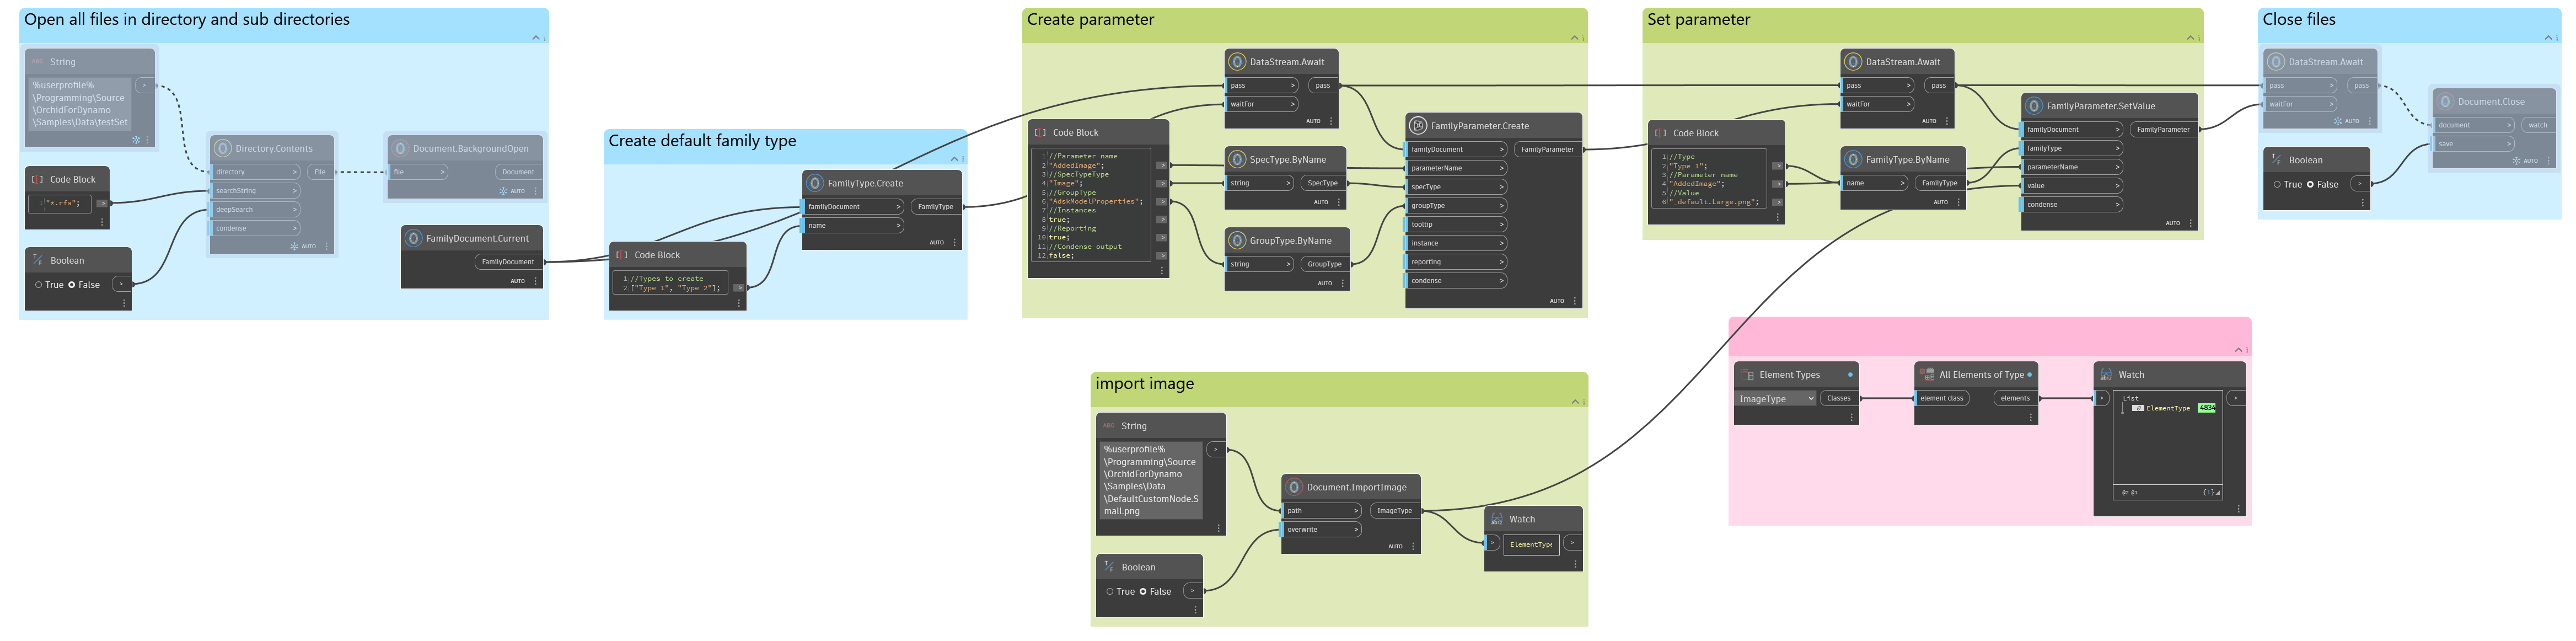 Open all files in directory and sub directories
String
%userprofile%
\Programming\Source
\OrchidForDynamo
\Samples\Data\testSet
>
Code Block
1 "*.rfa";
>
Boolean
True False
>
Directory.Contents
directory > File
searchString >
deepSearch >
condense >
AUTO
Document.BackgroundOpen
file > Document
AUTO
FamilyDocument.Current
FamilyDocument
AUTO
Create default family type
Code Block
1 //Types to create
2 ["Type 1", "Type 2"];
>
FamilyType.Create
familyDocument > FamilyType
name >
AUTO
Create parameter
Code Block
1 //Parameter name
2 "AddedImage";
3 //SpecTypeType
4 "Image";
5 //GroupType
6 "AdskModelProperties";
7 //Instances
8 true;
9 //Reporting
10 true;
11 //Condense output
12 false;
DataStream.Await
pass > pass
waitFor >
AUTO
SpecType.ByName
string > SpecType
AUTO
GroupType.ByName
string > GroupType
AUTO
FamilyParameter.Create
familyDocument > FamilyParameter
parameterName >
specType >
groupType >
tooltip >
instance >
reporting >
condense >
AUTO
Set parameter
Code Block
1 //Type
2 "Type 1";
3 //Parameter name
4 "AddedImage";
5 //Value
6 "_default.Large.png";
DataStream.Await
pass > pass
waitFor >
AUTO
FamilyType.ByName
name > FamilyType
AUTO
FamilyParameter.SetValue
familyDocument > FamilyParameter
familyType >
parameterName >
value >
condense >
AUTO
Close files
DataStream.Await
pass > pass
waitFor >
AUTO
Boolean
True False
>
Document.Close
document > watch
save >
AUTO
import image
String
%userprofile%
\Programming\Source
\OrchidForDynamo
\Samples\Data
\DefaultCustomNode.S
mall.png
>
Boolean
True False
>
Document.ImportImage
path > ImageType
overwrite >
AUTO
Watch
> ElementType >
Element Types
ImageType Classes
All Elements of Type
element class elements
Watch
> List >
0 ElementType 4834
@2 @1 {1}